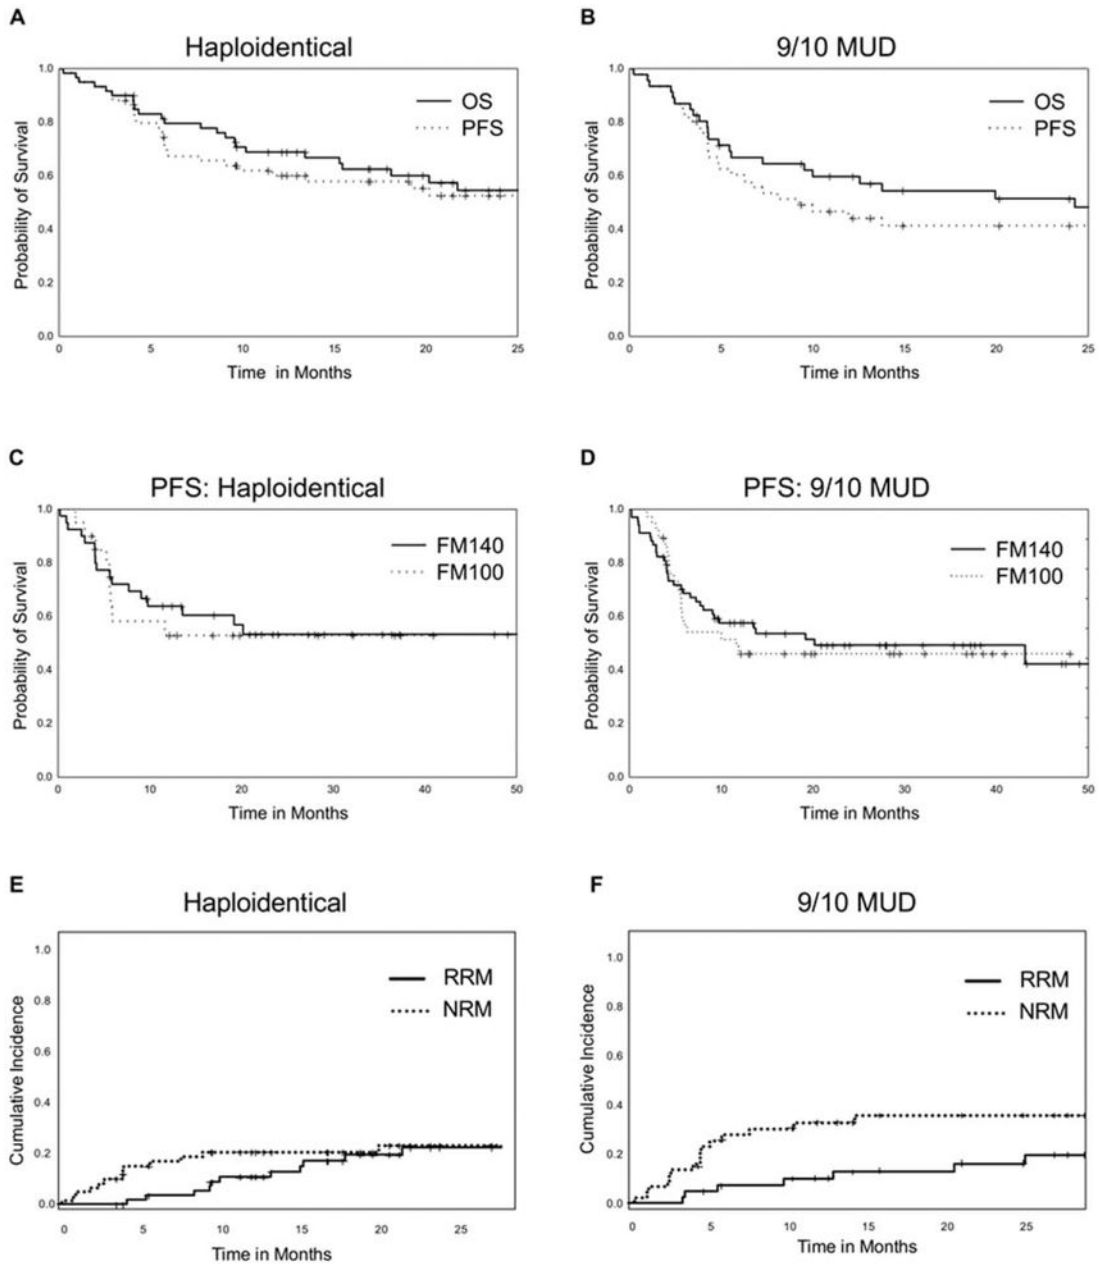 A
Haploidentical
Probability of Survival
1.0
0.8
0.6
0.4
0.2
0.0
OS
PFS
0 5 10 15 20 25
Time in Months
B
9/10 MUD
Probability of Survival
1.0
0.8
0.6
0.4
0.2
0.0
OS
PFS
0 5 10 15 20 25
Time in Months
C
PFS: Haploidentical
Probability of Survival
1.0
0.8
0.6
0.4
0.2
0.0
FM140
FM100
0 10 20 30 40 50
Time in Months
D
PFS: 9/10 MUD
Probability of Survival
1.0
0.8
0.6
0.4
0.2
0.0
FM140
FM100
0 10 20 30 40 50
Time in Months
E
Haploidentical
Cumulative Incidence
1.0
0.8
0.6
0.4
0.2
0.0
RRM
NRM
0 5 10 15 20 25
Time in Months
F
9/10 MUD
Cumulative Incidence
1.0
0.8
0.6
0.4
0.2
0.0
RRM
NRM
0 5 10 15 20 25
Time in Months